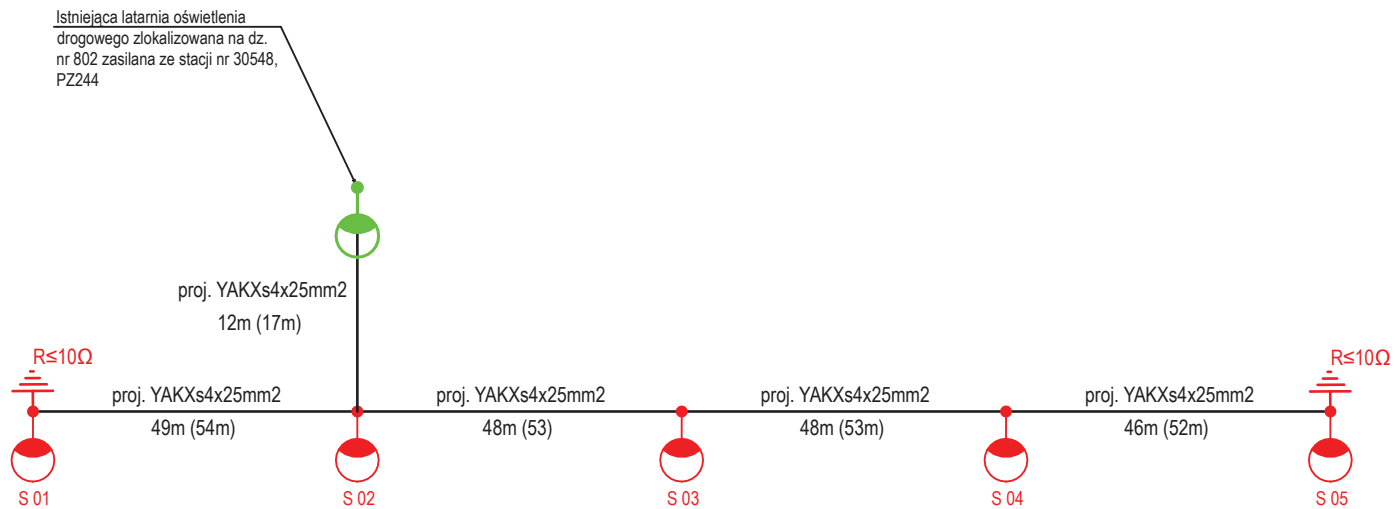 Istniejąca latarnia oświetlenia
drogowego zlokalizowana na dz.
nr 802 zasilana ze stacji nr 30548,
PZ244
proj. YAKXs4x25mm2
12m (17m)
R≤10Ω
R≤10Ω
proj. YAKXs4x25mm2
49m (54m)
proj. YAKXs4x25mm2
48m (53)
proj. YAKXs4x25mm2
48m (53m)
proj. YAKXs4x25mm2
46m (52m)
S 01
S 02
S 03
S 04
S 05